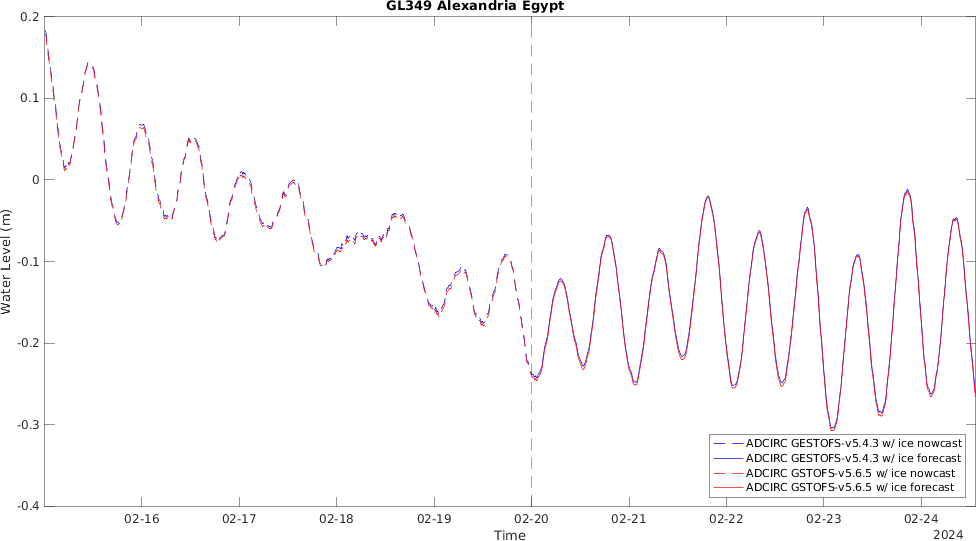 GL349 Alexandria Egypt
0.2
0.1
0
-0.1
-0.2
-0.3
-0.4
Water Level (m)
ADCIRC GESTOFS-v5.4.3 w/ ice nowcast
ADCIRC GESTOFS-v5.4.3 w/ ice forecast
ADCIRC GSTOFS-v5.6.5 w/ ice nowcast
ADCIRC GSTOFS-v5.6.5 w/ ice forecast
02-16 02-17 02-18 02-19 02-20 02-21 02-22 02-23 02-24
Time
2024